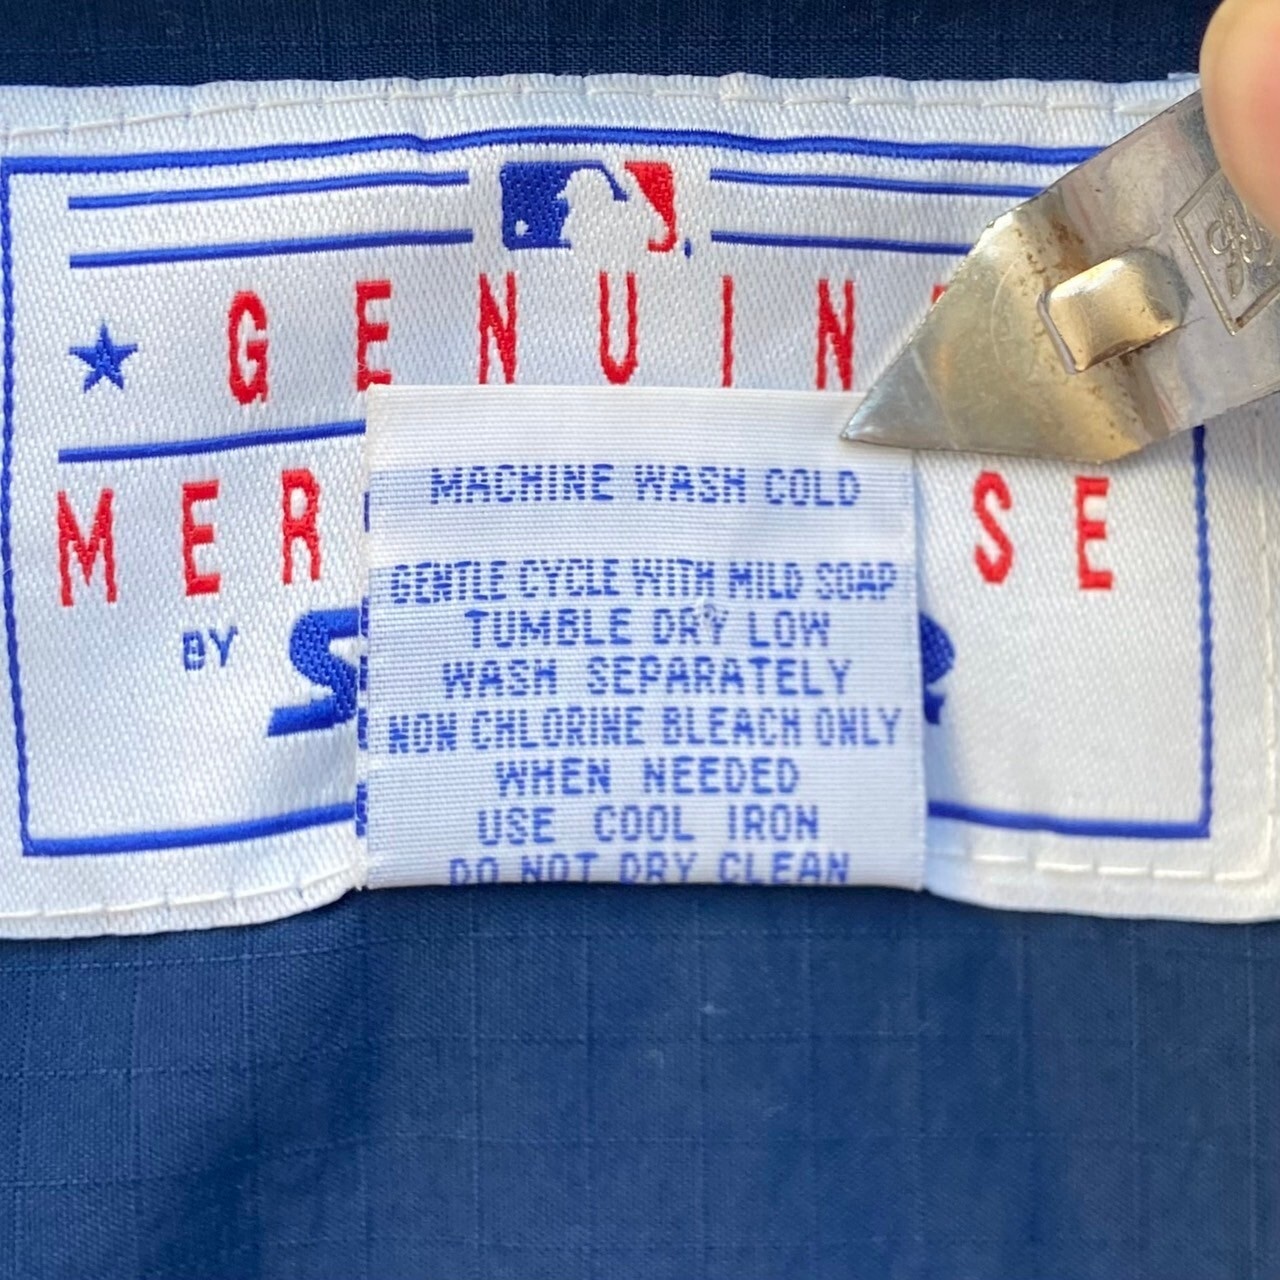 GENUIN
MER SE
BY
MACHINE WASH COLD
GENTLE CYCLE WITH MILD SOAP
TUMBLE DRY LOW
WASH SEPARATELY
NON CHLORINE BLEACH ONLY
WHEN NEEDED
USE COOL IRON
DO NOT DRY CLEAN